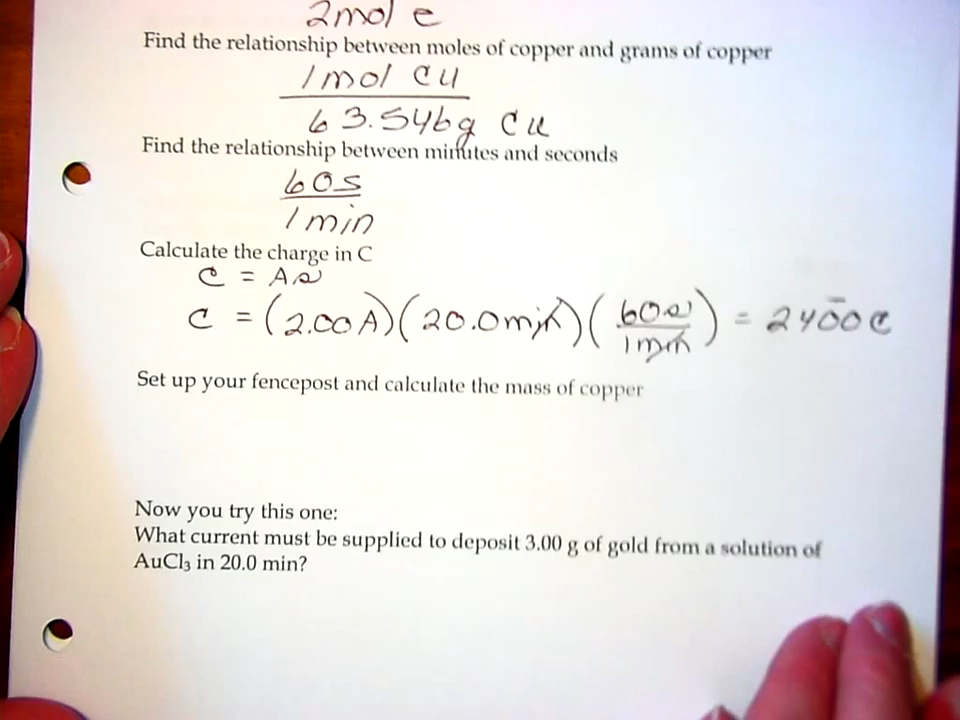 2mol e
Find the relationship between moles of copper and grams of copper
1mol Cu
63.546g Cu
Find the relationship between minutes and seconds
60s
1min
Calculate the charge in C
C = As
C = (2.00A)(20.0min)(60s/1min) = 240̅0 C
Set up your fencepost and calculate the mass of copper
Now you try this one:
What current must be supplied to deposit 3.00 g of gold from a solution of
AuCl₃ in 20.0 min?